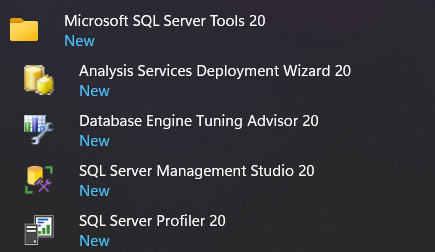 Microsoft SQL Server Tools 20
New
Analysis Services Deployment Wizard 20
New
Database Engine Tuning Advisor 20
New
SQL Server Management Studio 20
New
SQL Server Profiler 20
New